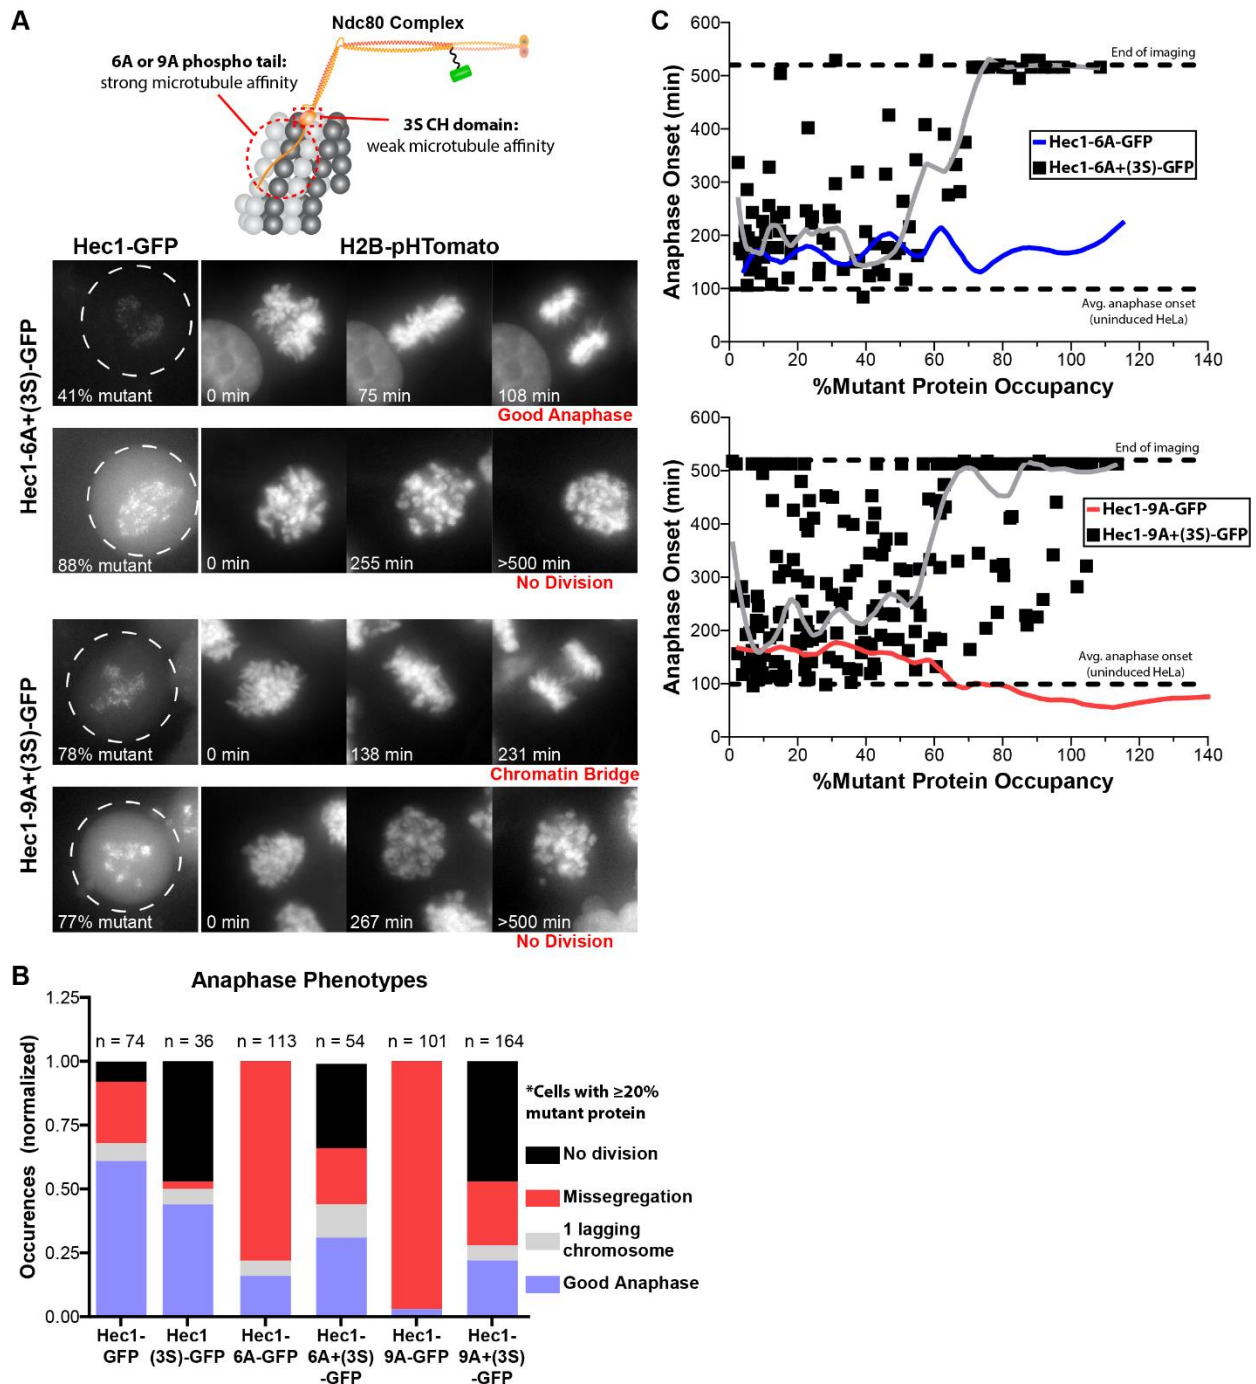 A
Ndc80 Complex
6A or 9A phospho tail:
strong microtubule affinity
3S CH domain:
weak microtubule affinity
Hec1-GFP
H2B-pHTomato
Hec1-6A+(3S)-GFP
41% mutant
0 min
75 min
108 min
Good Anaphase
88% mutant
0 min
255 min
>500 min
No Division
Hec1-9A+(3S)-GFP
78% mutant
0 min
138 min
231 min
Chromatin Bridge
77% mutant
0 min
267 min
>500 min
No Division
B
Anaphase Phenotypes
Occurences (normalized)
1.25
1.00
0.75
0.50
0.25
0.00
n = 74
n = 36
n = 113
n = 54
n = 101
n = 164
*Cells with ≥20%
mutant protein
No division
Missegregation
1 lagging
chromosome
Good Anaphase
Hec1-
GFP
Hec1
(3S)-GFP
Hec1-
6A-GFP
Hec1-
6A+(3S)
-GFP
Hec1-
9A-GFP
Hec1-
9A+(3S)
-GFP
C
Anaphase Onset (min)
600
500
400
300
200
100
0
End of imaging
Hec1-6A-GFP
Hec1-6A+(3S)-GFP
Avg. anaphase onset
(uninduced HeLa)
0 20 40 60 80 100 120 140
%Mutant Protein Occupancy
Anaphase Onset (min)
600
500
400
300
200
100
0
End of imaging
Hec1-9A-GFP
Hec1-9A+(3S)-GFP
Avg. anaphase onset
(uninduced HeLa)
0 20 40 60 80 100 120 140
%Mutant Protein Occupancy